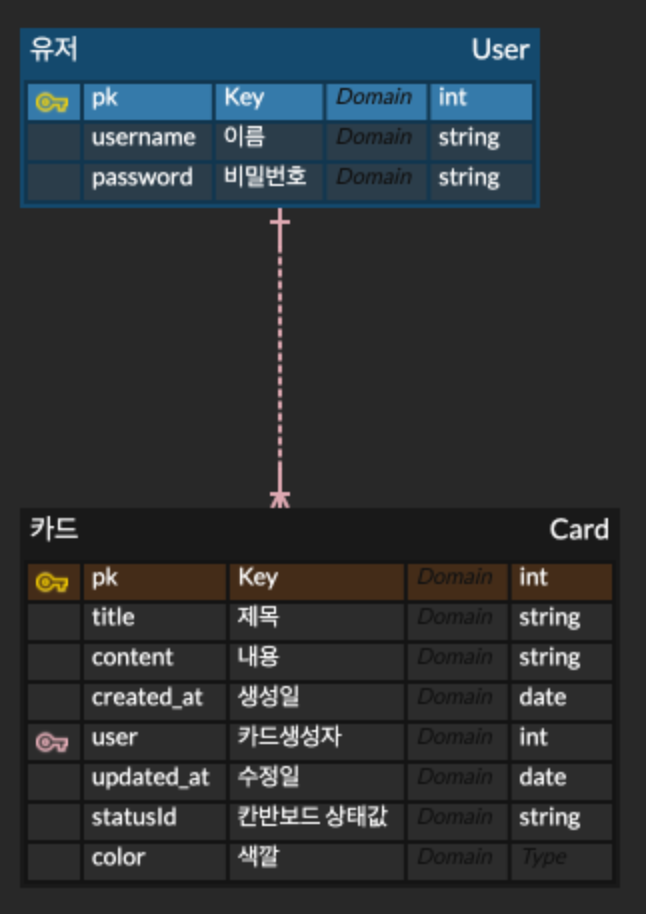 유저 User
pk Key Domain int
username 이름 Domain string
password 비밀번호 Domain string
카드 Card
pk Key Domain int
title 제목 Domain string
content 내용 Domain string
created_at 생성일 Domain date
user 카드생성자 Domain int
updated_at 수정일 Domain date
statusId 칸반보드 상태값 Domain string
color 색깔 Domain Type